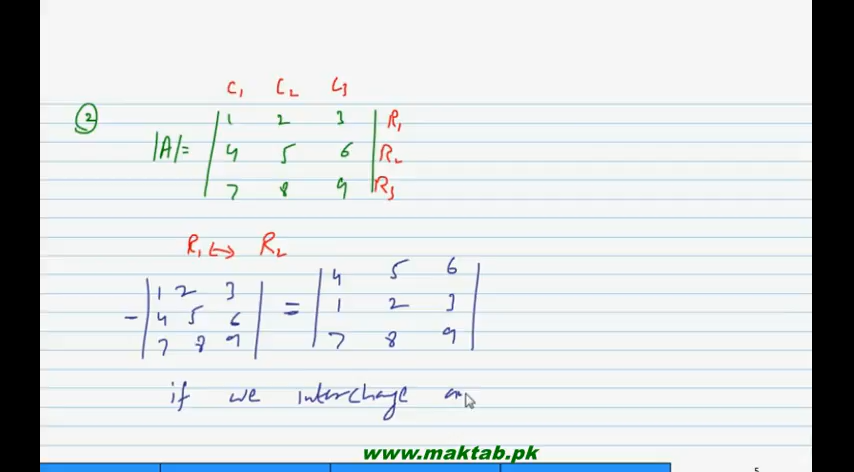 C1 C2 C3
2
|A|= | 1 2 3 | R1
| 4 5 6 | R2
| 7 8 9 | R3
R1 ↔ R2
- | 1 2 3 | = | 4 5 6 |
| 4 5 6 | | 1 2 3 |
| 7 8 9 | | 7 8 9 |
if we interchage
www.maktab.pk
5